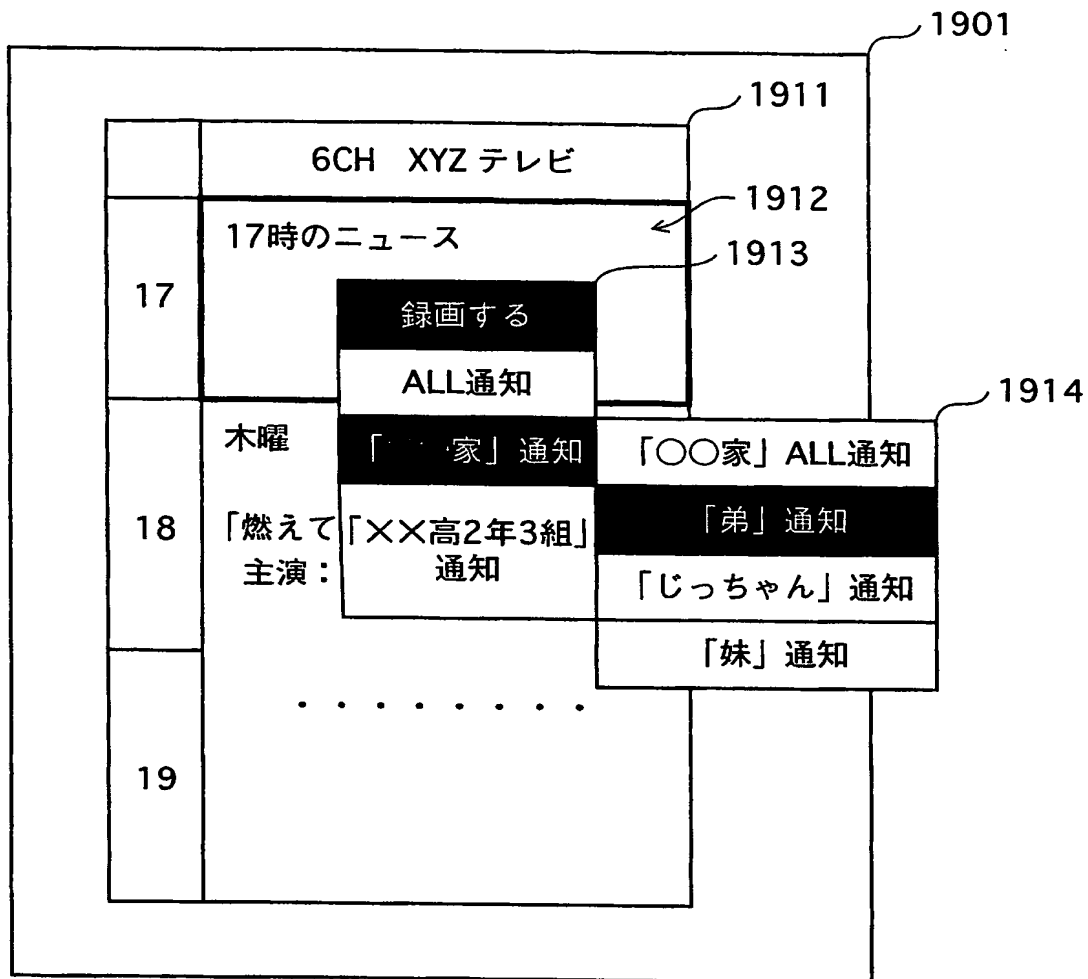 1901
1911
6CH XYZ テレビ
1912
17時のニュース
1913
17
録画する
ALL通知
1914
木曜
家」通知
「○○家」ALL通知
18
「弟」通知
「燃えて
「××高2年3組」
主演：
通知
「じっちゃん」通知
「妹」通知
・・・・・・・・
19